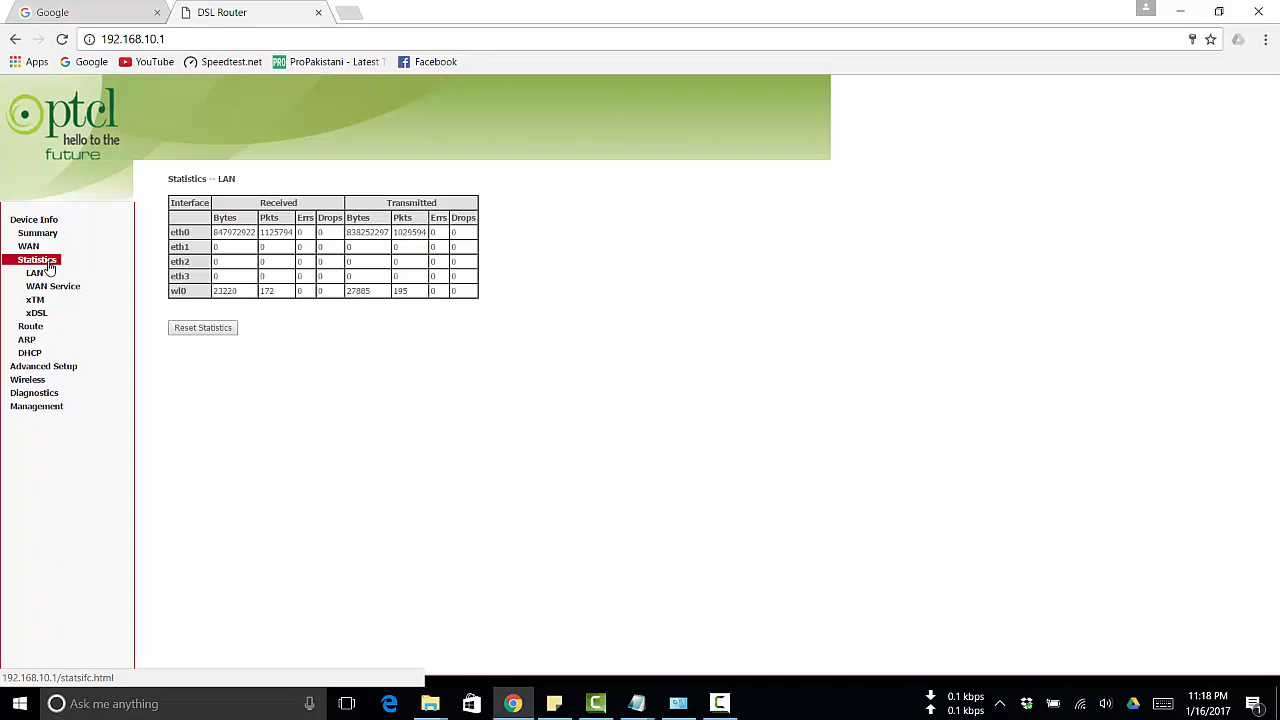 Google
DSL Router
192.168.10.1
Apps
Google
YouTube
Speedtest.net
PRO
ProPakistani - Latest T
Facebook
ptcl
hello to the
future
Statistics -- LAN
Interface Received Transmitted
Bytes Pkts Errs Drops Bytes Pkts Errs Drops
eth0 847972922 1125794 0 0 838252297 1029594 0 0
eth1 0 0 0 0 0 0 0 0
eth2 0 0 0 0 0 0 0 0
eth3 0 0 0 0 0 0 0 0
wl0 23220 172 0 0 27885 195 0 0
Reset Statistics
Device Info
Summary
WAN
Statistics
LAN
WAN Service
xTM
xDSL
Route
ARP
DHCP
Advanced Setup
Wireless
Diagnostics
Management
192.168.10.1/statsifc.html
Ask me anything
0.1 kbps
0.1 kbps
11:18 PM
1/16/2017
1